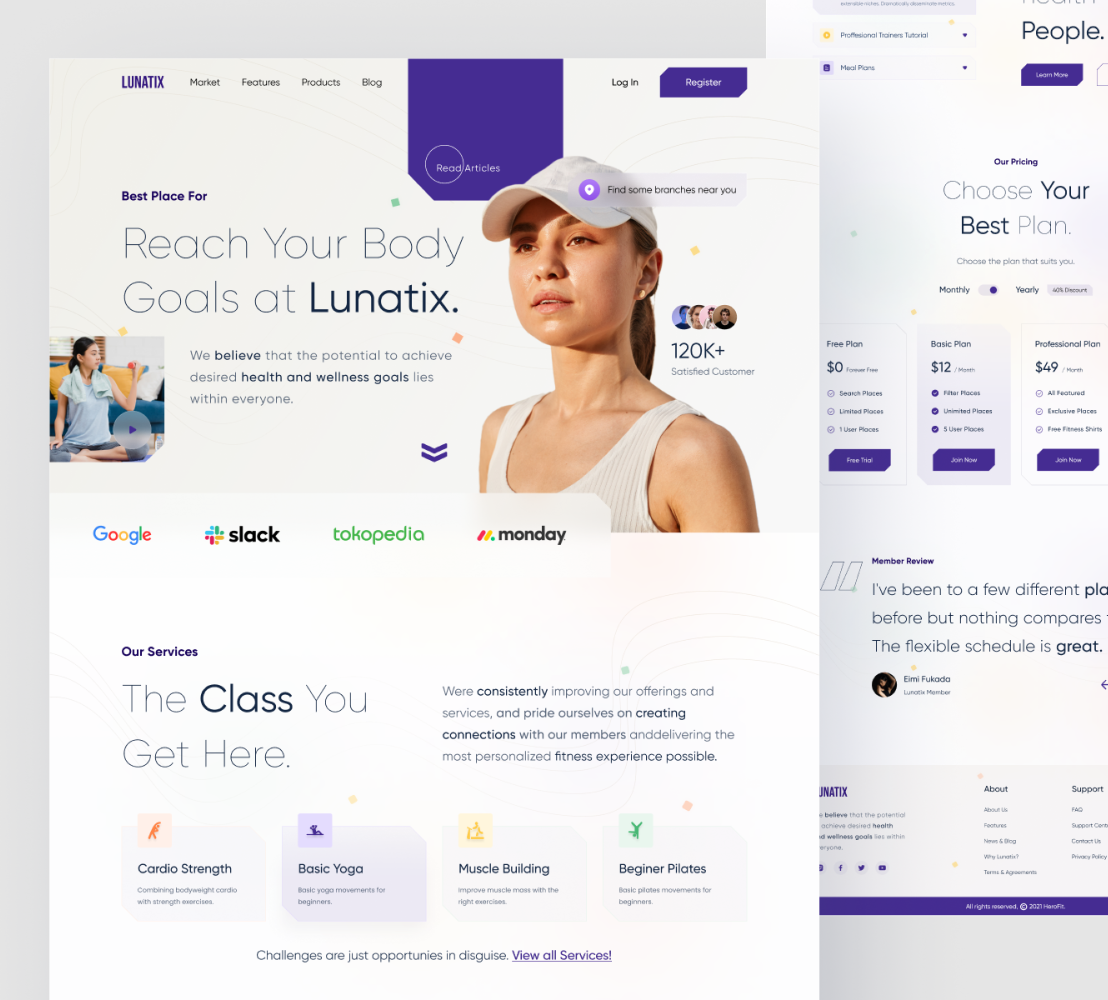 LUNATIX
Market
Features
Products
Blog
Log In
Register
Read Articles
Find some branches near you
Best Place For
Reach Your Body
Goals at Lunatix.
We believe that the potential to achieve
desired health and wellness goals lies
within everyone.
120K+
Satisfied Customer
Google
slack
tokopedia
monday
Our Services
The Class You
Get Here.
Were consistently improving our offerings and
services, and pride ourselves on creating
connections with our members anddelivering the
most personalized fitness experience possible.
Cardio Strength
Combining bodyweight cardio
with strength exercises.
Basic Yoga
Basic yoga movements for
beginners.
Muscle Building
Improve muscle mass with the
right exercises.
Beginer Pilates
Basic pilates movements for
beginners.
Challenges are just opportunies in disguise. View all Services!
extensible niches. Dramatically disseminate metrics.
Proffesional Trainers Tutorial
Meal Plans
People.
Learn More
Our Pricing
Choose Your
Best Plan.
Choose the plan that suits you.
Monthly
Yearly
40% Discount
Free Plan
$0 Forever Free
Search Places
Limited Places
1 User Places
Free Trial
Basic Plan
$12 / Month
Filter Places
Unimited Places
5 User Places
Join Now
Professional Plan
$49 / Month
All Featured
Exclusive Places
Free Fitness Shirts
Join Now
Member Review
I've been to a few different
before but nothing compares
The flexible schedule is great.
Eimi Fukada
Lunatix Member
UNATIX
believe that the potential
achieve desired health
wellness goals lies within
About
About Us
Features
News & Blog
Why Lunatix?
Terms & Agreements
Support
FAQ
Support
Contact Us
Privacy Policy
All rights reserved. © 2021 HeroFit.